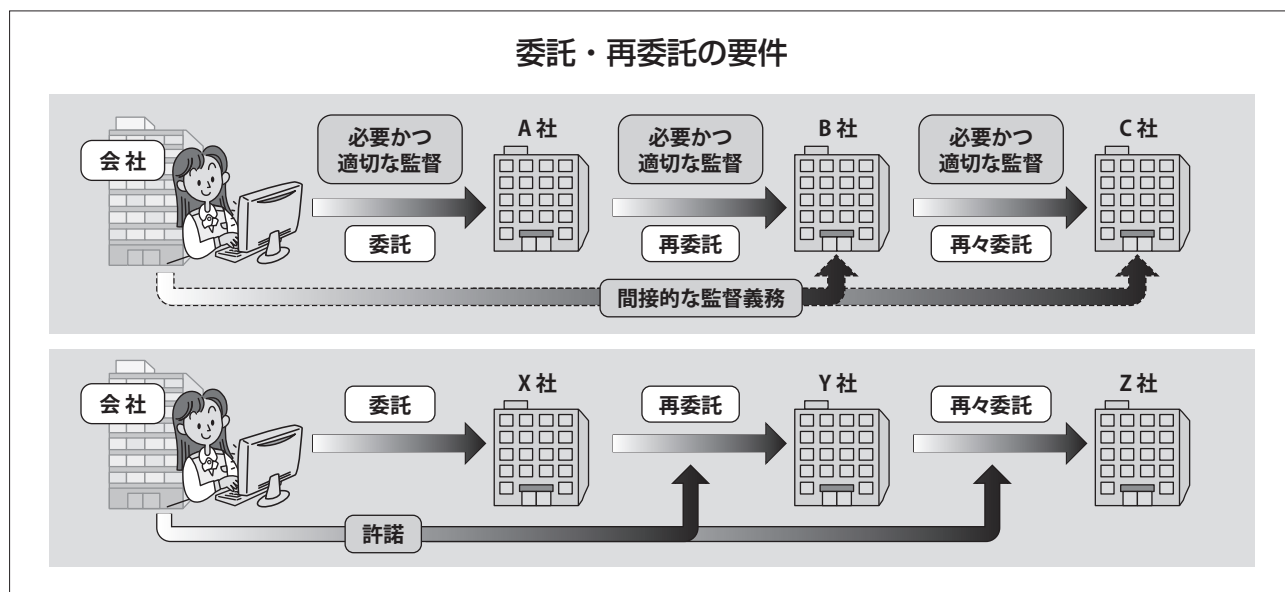 委託・再委託の要件
会社
必要かつ
適切な監督
委託
A社
必要かつ
適切な監督
再委託
B社
必要かつ
適切な監督
再々委託
C社
間接的な監督義務
会社
委託
X社
再委託
Y社
再々委託
Z社
許諾